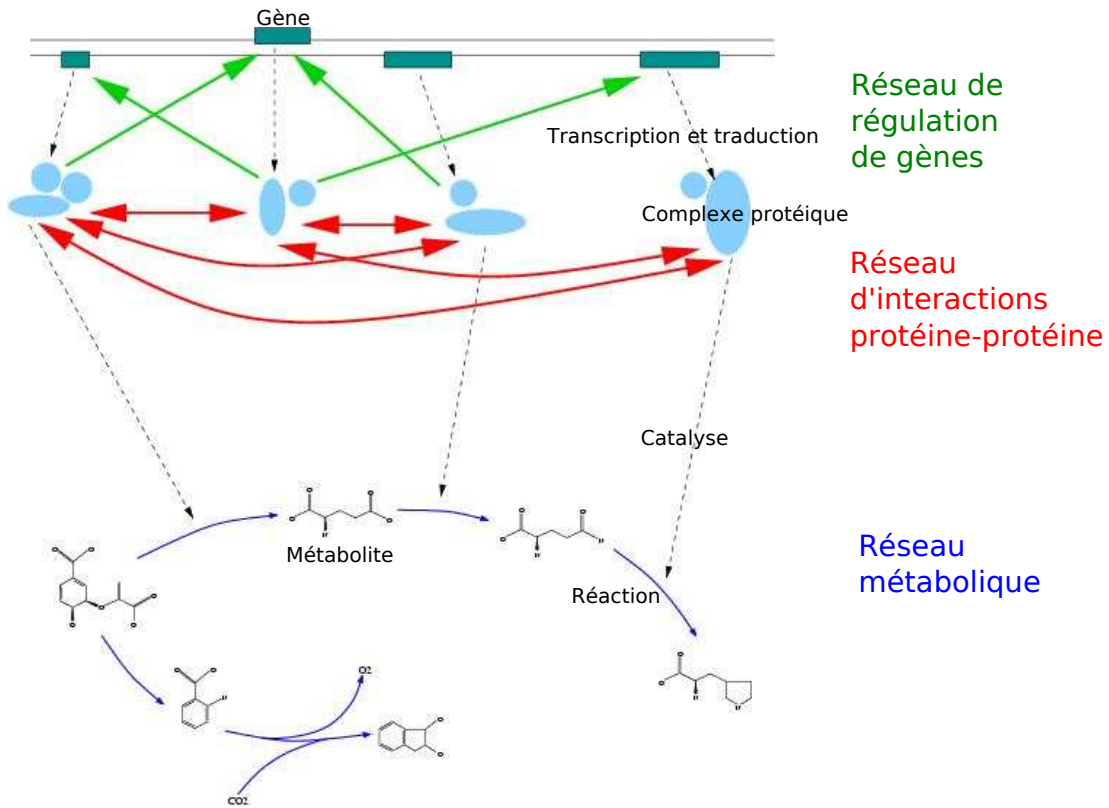 Gène
Réseau de
régulation
de gènes
Transcription et traduction
Complexe protéique
Réseau
d'interactions
protéine-protéine
Catalyse
Métabolite
Réaction
Réseau
métabolique
O2
CO2